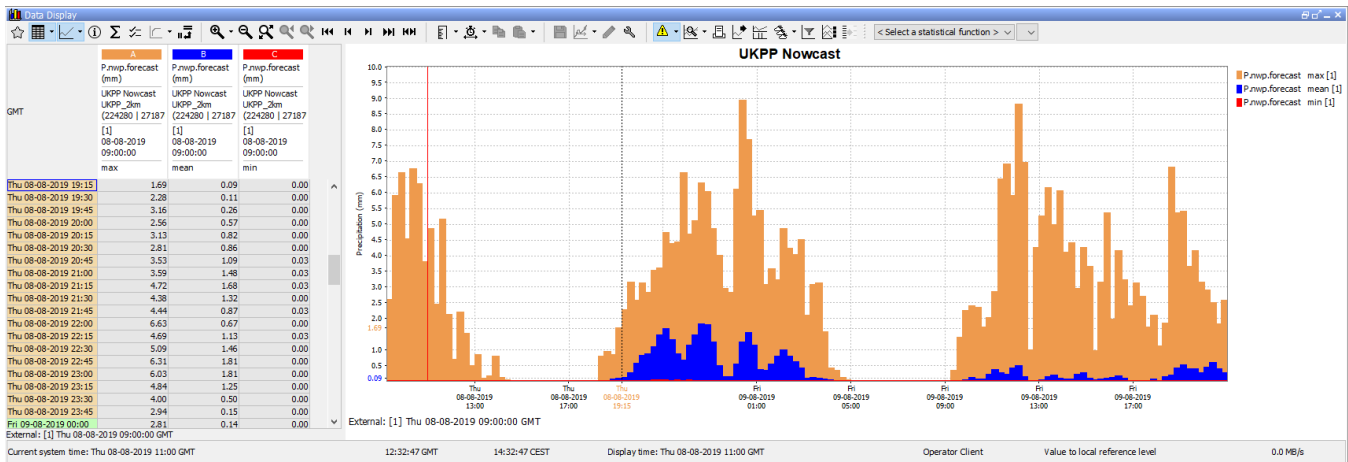 Data Display
< Select a statistical function >
A B C
GMT
P.nwp.forecast P.nwp.forecast P.nwp.forecast
(mm) (mm) (mm)
UKPP Nowcast UKPP Nowcast UKPP Nowcast
UKPP_2km UKPP_2km UKPP_2km
(224280 | 27187 (224280 | 27187 (224280 | 27187
[1] [1] [1]
08-08-2019 08-08-2019 08-08-2019
09:00:00 09:00:00 09:00:00
max mean min
Thu 08-08-2019 19:15 1.69 0.09 0.00
Thu 08-08-2019 19:30 2.28 0.11 0.00
Thu 08-08-2019 19:45 3.16 0.26 0.00
Thu 08-08-2019 20:00 2.56 0.57 0.00
Thu 08-08-2019 20:15 3.13 0.82 0.00
Thu 08-08-2019 20:30 2.81 0.86 0.00
Thu 08-08-2019 20:45 3.53 1.09 0.03
Thu 08-08-2019 21:00 3.59 1.48 0.03
Thu 08-08-2019 21:15 4.72 1.68 0.03
Thu 08-08-2019 21:30 4.38 1.32 0.00
Thu 08-08-2019 21:45 4.44 0.87 0.03
Thu 08-08-2019 22:00 6.63 0.67 0.00
Thu 08-08-2019 22:15 4.69 1.13 0.03
Thu 08-08-2019 22:30 5.09 1.46 0.00
Thu 08-08-2019 22:45 6.31 1.81 0.00
Thu 08-08-2019 23:00 6.03 1.81 0.00
Thu 08-08-2019 23:15 4.84 1.25 0.00
Thu 08-08-2019 23:30 4.00 0.50 0.00
Thu 08-08-2019 23:45 2.94 0.15 0.00
Fri 09-08-2019 00:00 2.81 0.14 0.00
External: [1] Thu 08-08-2019 09:00:00 GMT
UKPP Nowcast
Precipitation (mm)
10.0
9.5
9.0
8.5
8.0
7.5
7.0
6.5
6.0
5.5
5.0
4.5
4.0
3.5
3.0
2.5
2.0
1.69
1.0
0.5
0.09
Thu Thu Thu Fri Fri Fri Fri Fri
08-08-2019 08-08-2019 08-08-2019 09-08-2019 09-08-2019 09-08-2019 09-08-2019 09-08-2019
13:00 17:00 19:15 01:00 05:00 09:00 13:00 17:00
P.nwp.forecast max [1]
P.nwp.forecast mean [1]
P.nwp.forecast min [1]
External: [1] Thu 08-08-2019 09:00:00 GMT
Current system time: Thu 08-08-2019 11:00 GMT 12:32:47 GMT 14:32:47 CEST Display time: Thu 08-08-2019 11:00 GMT Operator Client Value to local reference level 0.0 MB/s